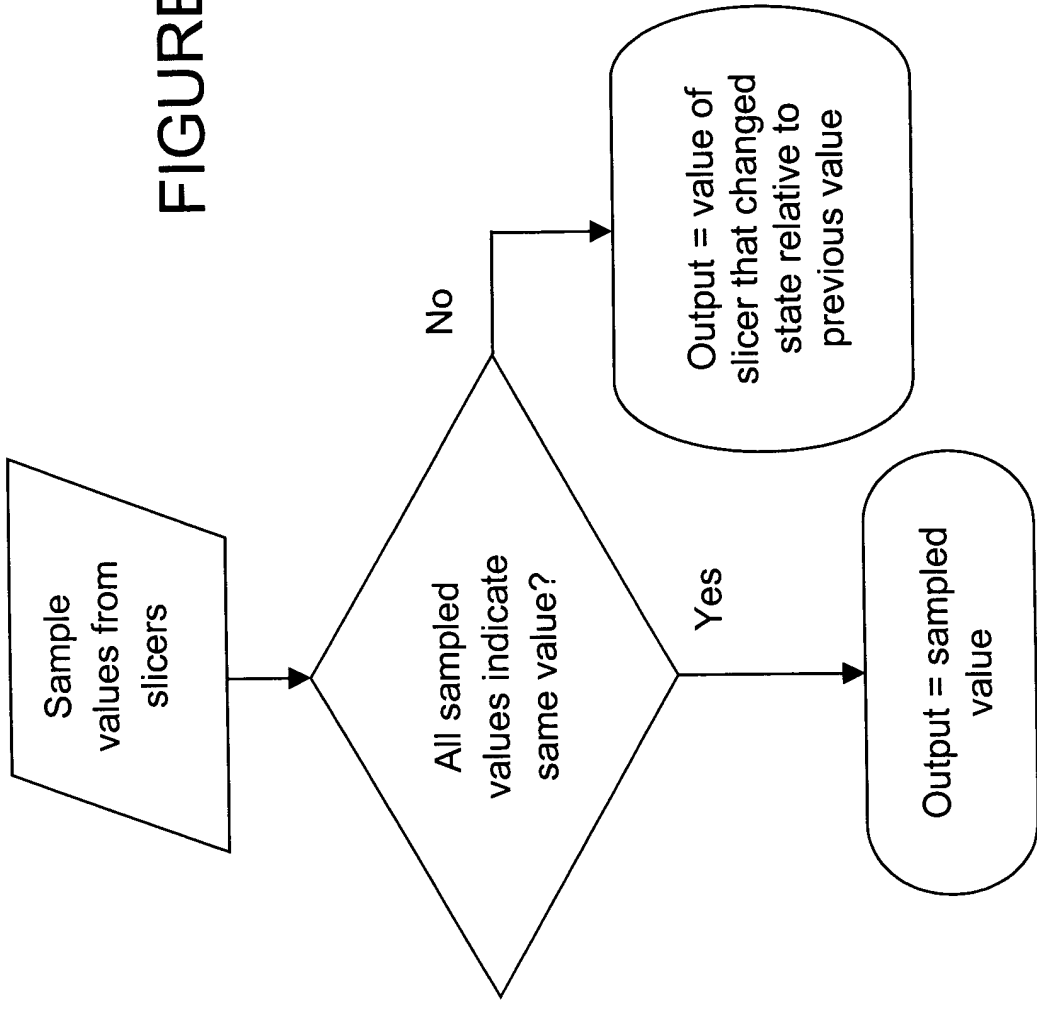 FIGURE
Sample
values from
slicers
All sampled
values indicate
same value?
No
Yes
Output = value of
slicer that changed
state relative to
previous value
Output = sampled
value